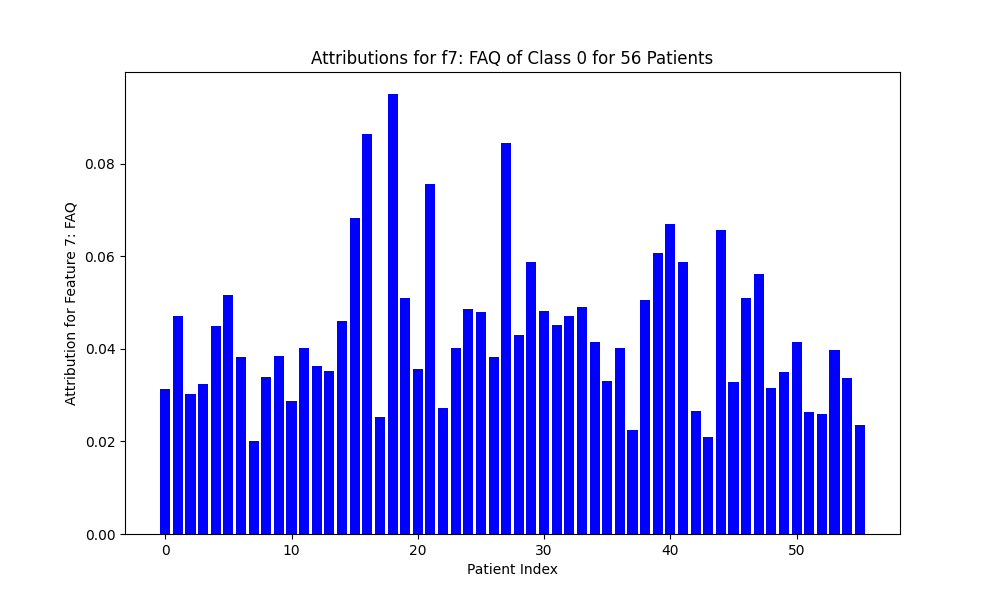 Attributions for f7: FAQ of Class 0 for 56 Patients
Attribution for Feature 7: FAQ
0.08
0.06
0.04
0.02
0.00
0 10 20 30 40 50
Patient Index